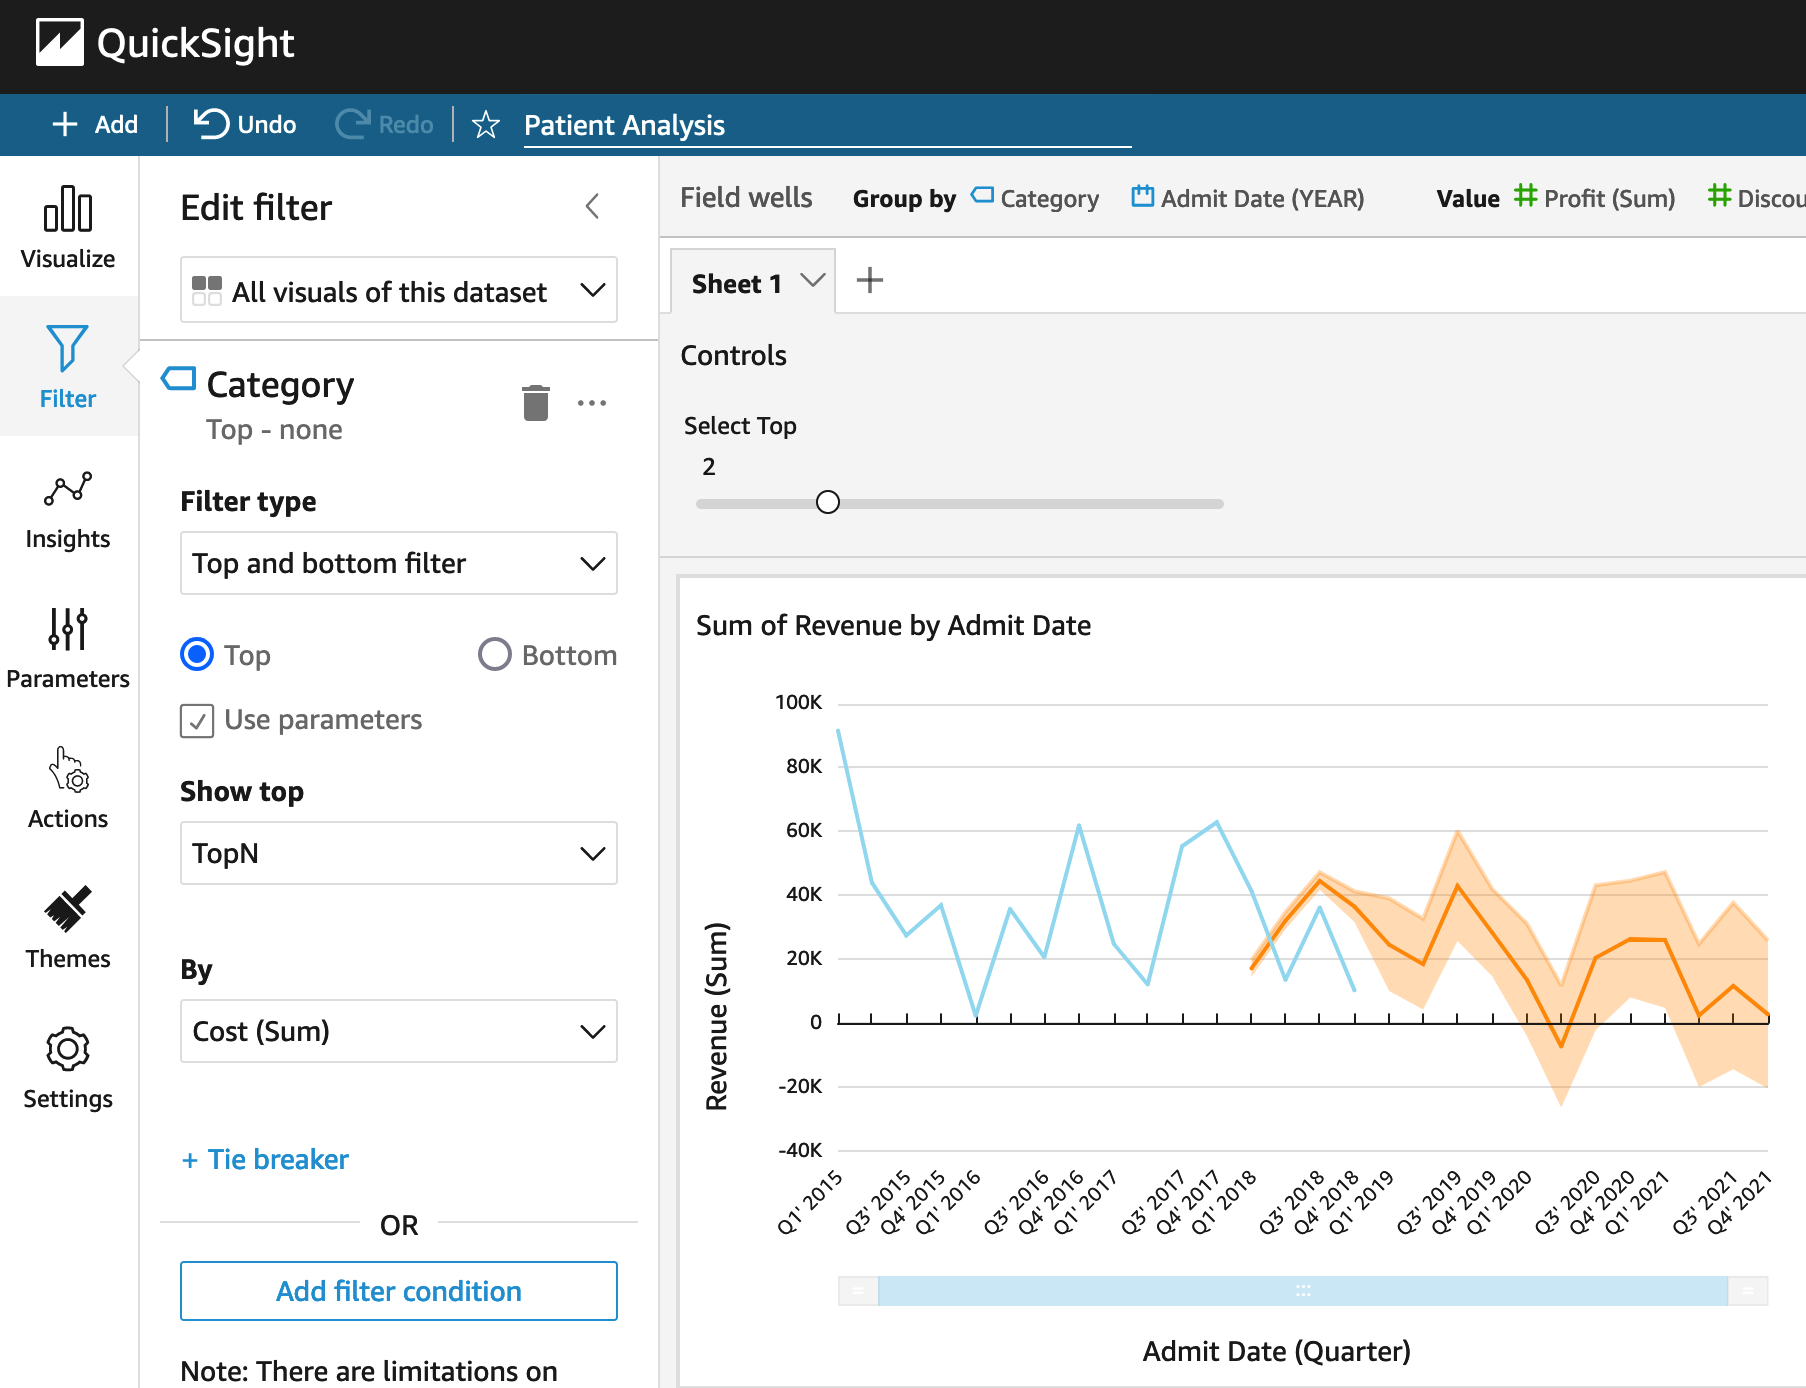 QuickSight
Add
Undo
Redo
Patient Analysis
Visualize
Filter
Insights
Parameters
Actions
Themes
Settings
Edit filter
All visuals of this dataset
Category
Top - none
Filter type
Top and bottom filter
Top
Bottom
Use parameters
Show top
TopN
By
Cost (Sum)
+ Tie breaker
OR
Add filter condition
Note: There are limitations on
Field wells
Group by
Category
Admit Date (YEAR)
Value
Profit (Sum)
Discou
Sheet 1
Controls
Select Top
2
Sum of Revenue by Admit Date
Revenue (Sum)
100K
80K
60K
40K
20K
0
-20K
-40K
Q1' 2015
Q3' 2015
Q4' 2015
Q1' 2016
Q3' 2016
Q4' 2016
Q1' 2017
Q3' 2017
Q4' 2017
Q1' 2018
Q3' 2018
Q4' 2018
Q1' 2019
Q3' 2019
Q4' 2019
Q1' 2020
Q3' 2020
Q4' 2020
Q1' 2021
Q3' 2021
Q4' 2021
Admit Date (Quarter)